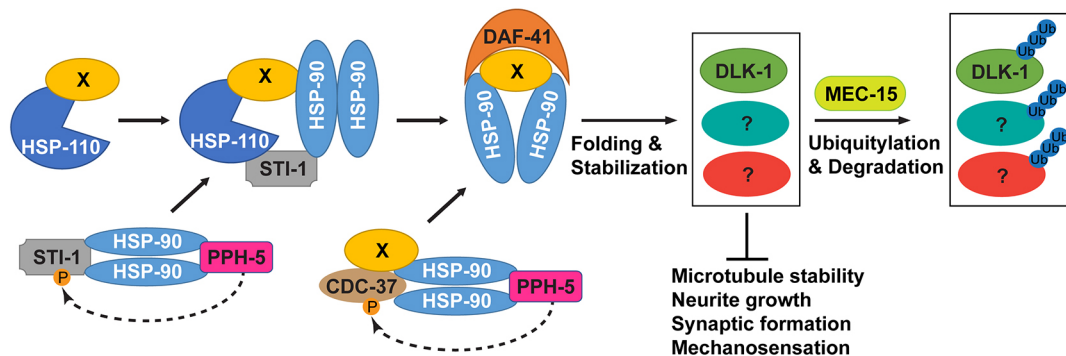 X
HSP-110
X
HSP-110
STI-1
HSP-90
HSP-90
STI-1
P
HSP-90
HSP-90
PPH-5
DAF-41
X
HSP-90
HSP-90
X
CDC-37
P
HSP-90
HSP-90
PPH-5
Folding &
Stabilization
DLK-1
?
?
Microtubule stability
Neurite growth
Synaptic formation
Mechanosensation
MEC-15
Ubiquitylation
& Degradation
Ub
Ub
Ub
DLK-1
Ub
Ub
Ub
?
Ub
Ub
Ub
?